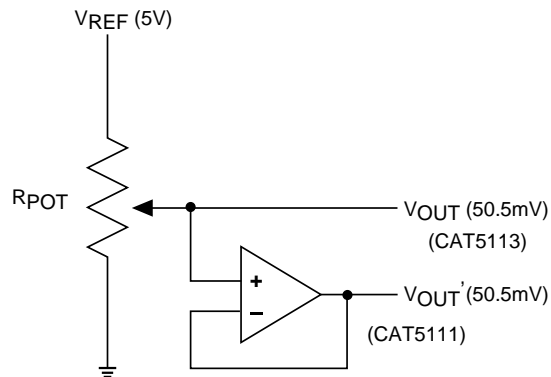 VREF (5V)
RPOT
VOUT (50.5mV)
(CAT5113)
+
−
VOUT' (50.5mV)
(CAT5111)